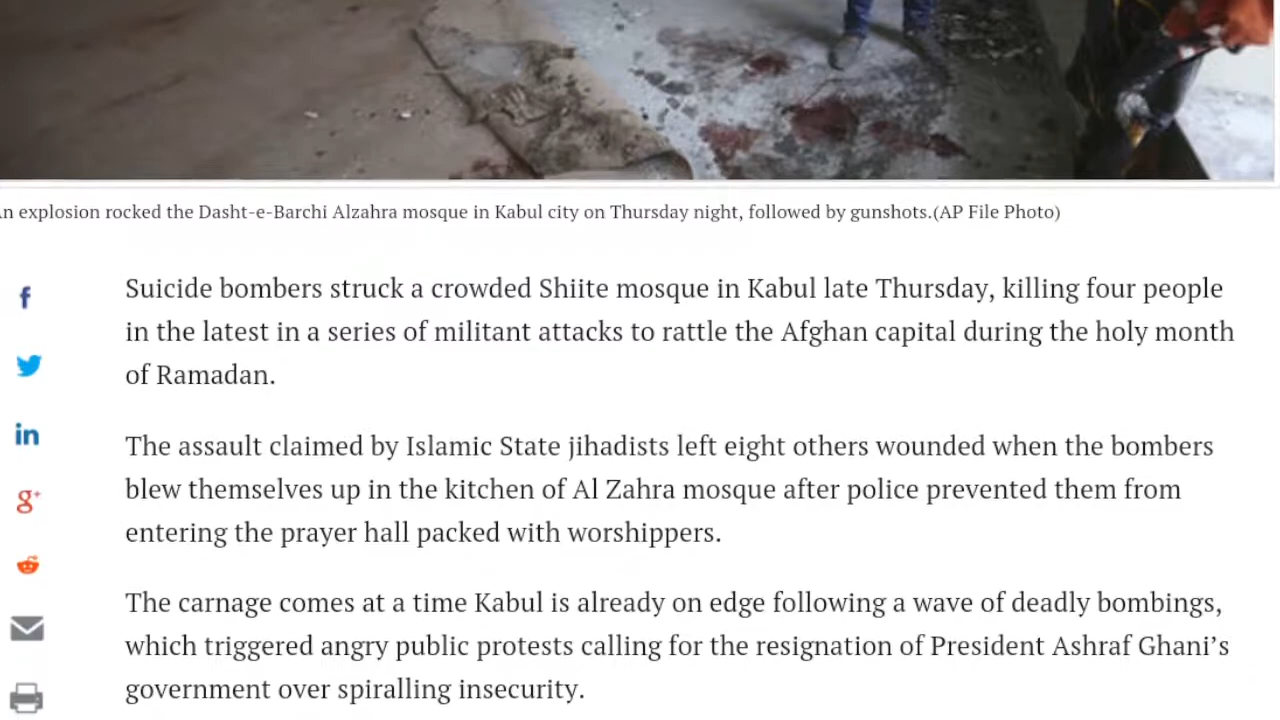 n explosion rocked the Dasht-e-Barchi Alzahra mosque in Kabul city on Thursday night, followed by gunshots.(AP File Photo)
Suicide bombers struck a crowded Shiite mosque in Kabul late Thursday, killing four people
in the latest in a series of militant attacks to rattle the Afghan capital during the holy month
of Ramadan.
The assault claimed by Islamic State jihadists left eight others wounded when the bombers
blew themselves up in the kitchen of Al Zahra mosque after police prevented them from
entering the prayer hall packed with worshippers.
The carnage comes at a time Kabul is already on edge following a wave of deadly bombings,
which triggered angry public protests calling for the resignation of President Ashraf Ghani’s
government over spiralling insecurity.
f
in
g+